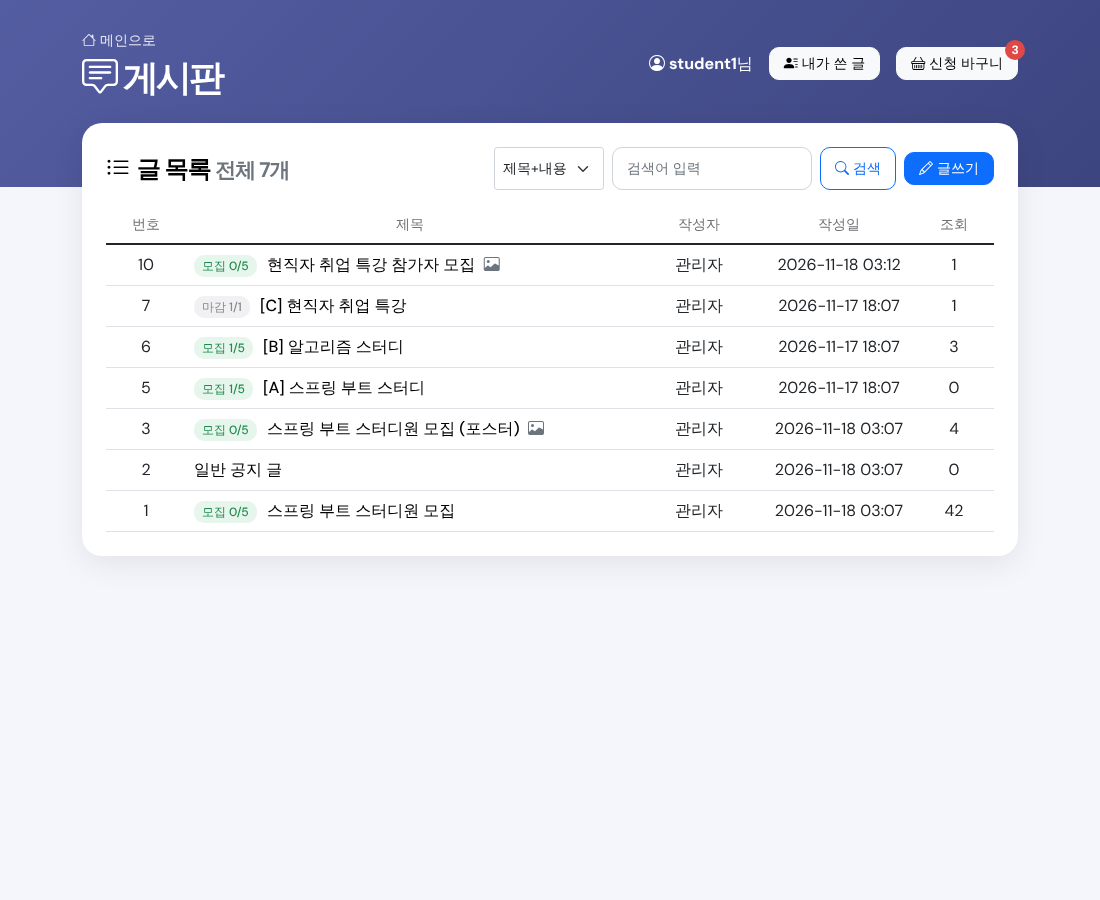 메인으로
게시판
student1님
내가 쓴 글
신청 바구니
3
글 목록 전체 7개
제목+내용
검색어 입력
검색
글쓰기
번호 제목 작성자 작성일 조회
10 모집 0/5 현직자 취업 특강 참가자 모집 관리자 2026-11-18 03:12 1
7 마감 1/1 [C] 현직자 취업 특강 관리자 2026-11-17 18:07 1
6 모집 1/5 [B] 알고리즘 스터디 관리자 2026-11-17 18:07 3
5 모집 1/5 [A] 스프링 부트 스터디 관리자 2026-11-17 18:07 0
3 모집 0/5 스프링 부트 스터디원 모집 (포스터) 관리자 2026-11-18 03:07 4
2 일반 공지 글 관리자 2026-11-18 03:07 0
1 모집 0/5 스프링 부트 스터디원 모집 관리자 2026-11-18 03:07 42